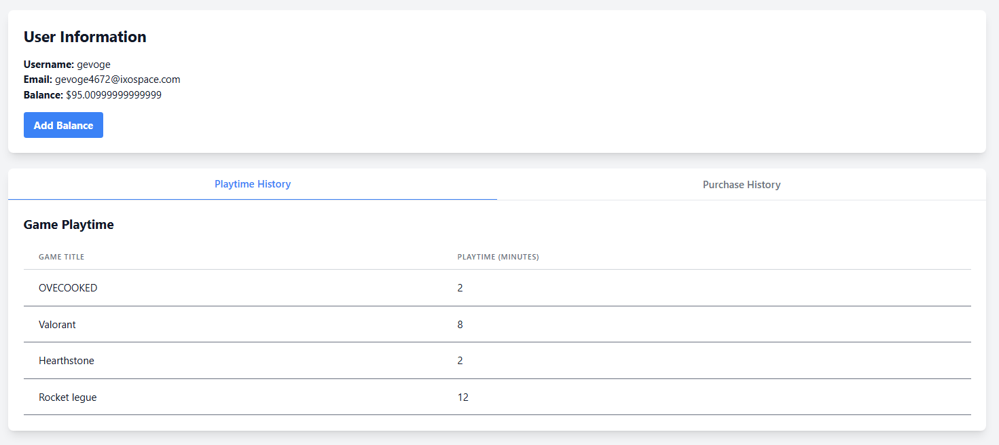 User Information
Username: gevoge
Email: gevoge4672@ixospace.com
Balance: $95.00999999999999
Add Balance
Playtime History Purchase History
Game Playtime
GAME TITLE PLAYTIME (MINUTES)
OVECOOKED 2
Valorant 8
Hearthstone 2
Rocket legue 12